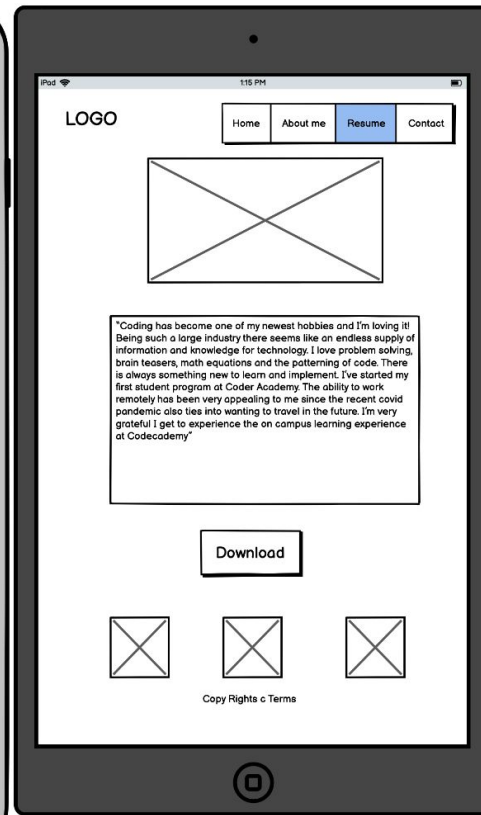 iPad 1:15 PM
LOGO
Home About me Resume Contact
"Coding has become one of my newest hobbies and I'm loving it!
Being such a large industry there seems like an endless supply of
information and knowledge for technology. I love problem solving,
brain teasers, math equations and the patterning of code. There
is always something new to learn and implement. I've started my
first student program at Coder Academy. The ability to work
remotely has been very appealing to me since the recent covid
pandemic also ties into wanting to travel in the future. I'm very
grateful I get to experience the on campus learning experience
at Codecademy"
Download
Copy Rights c Terms